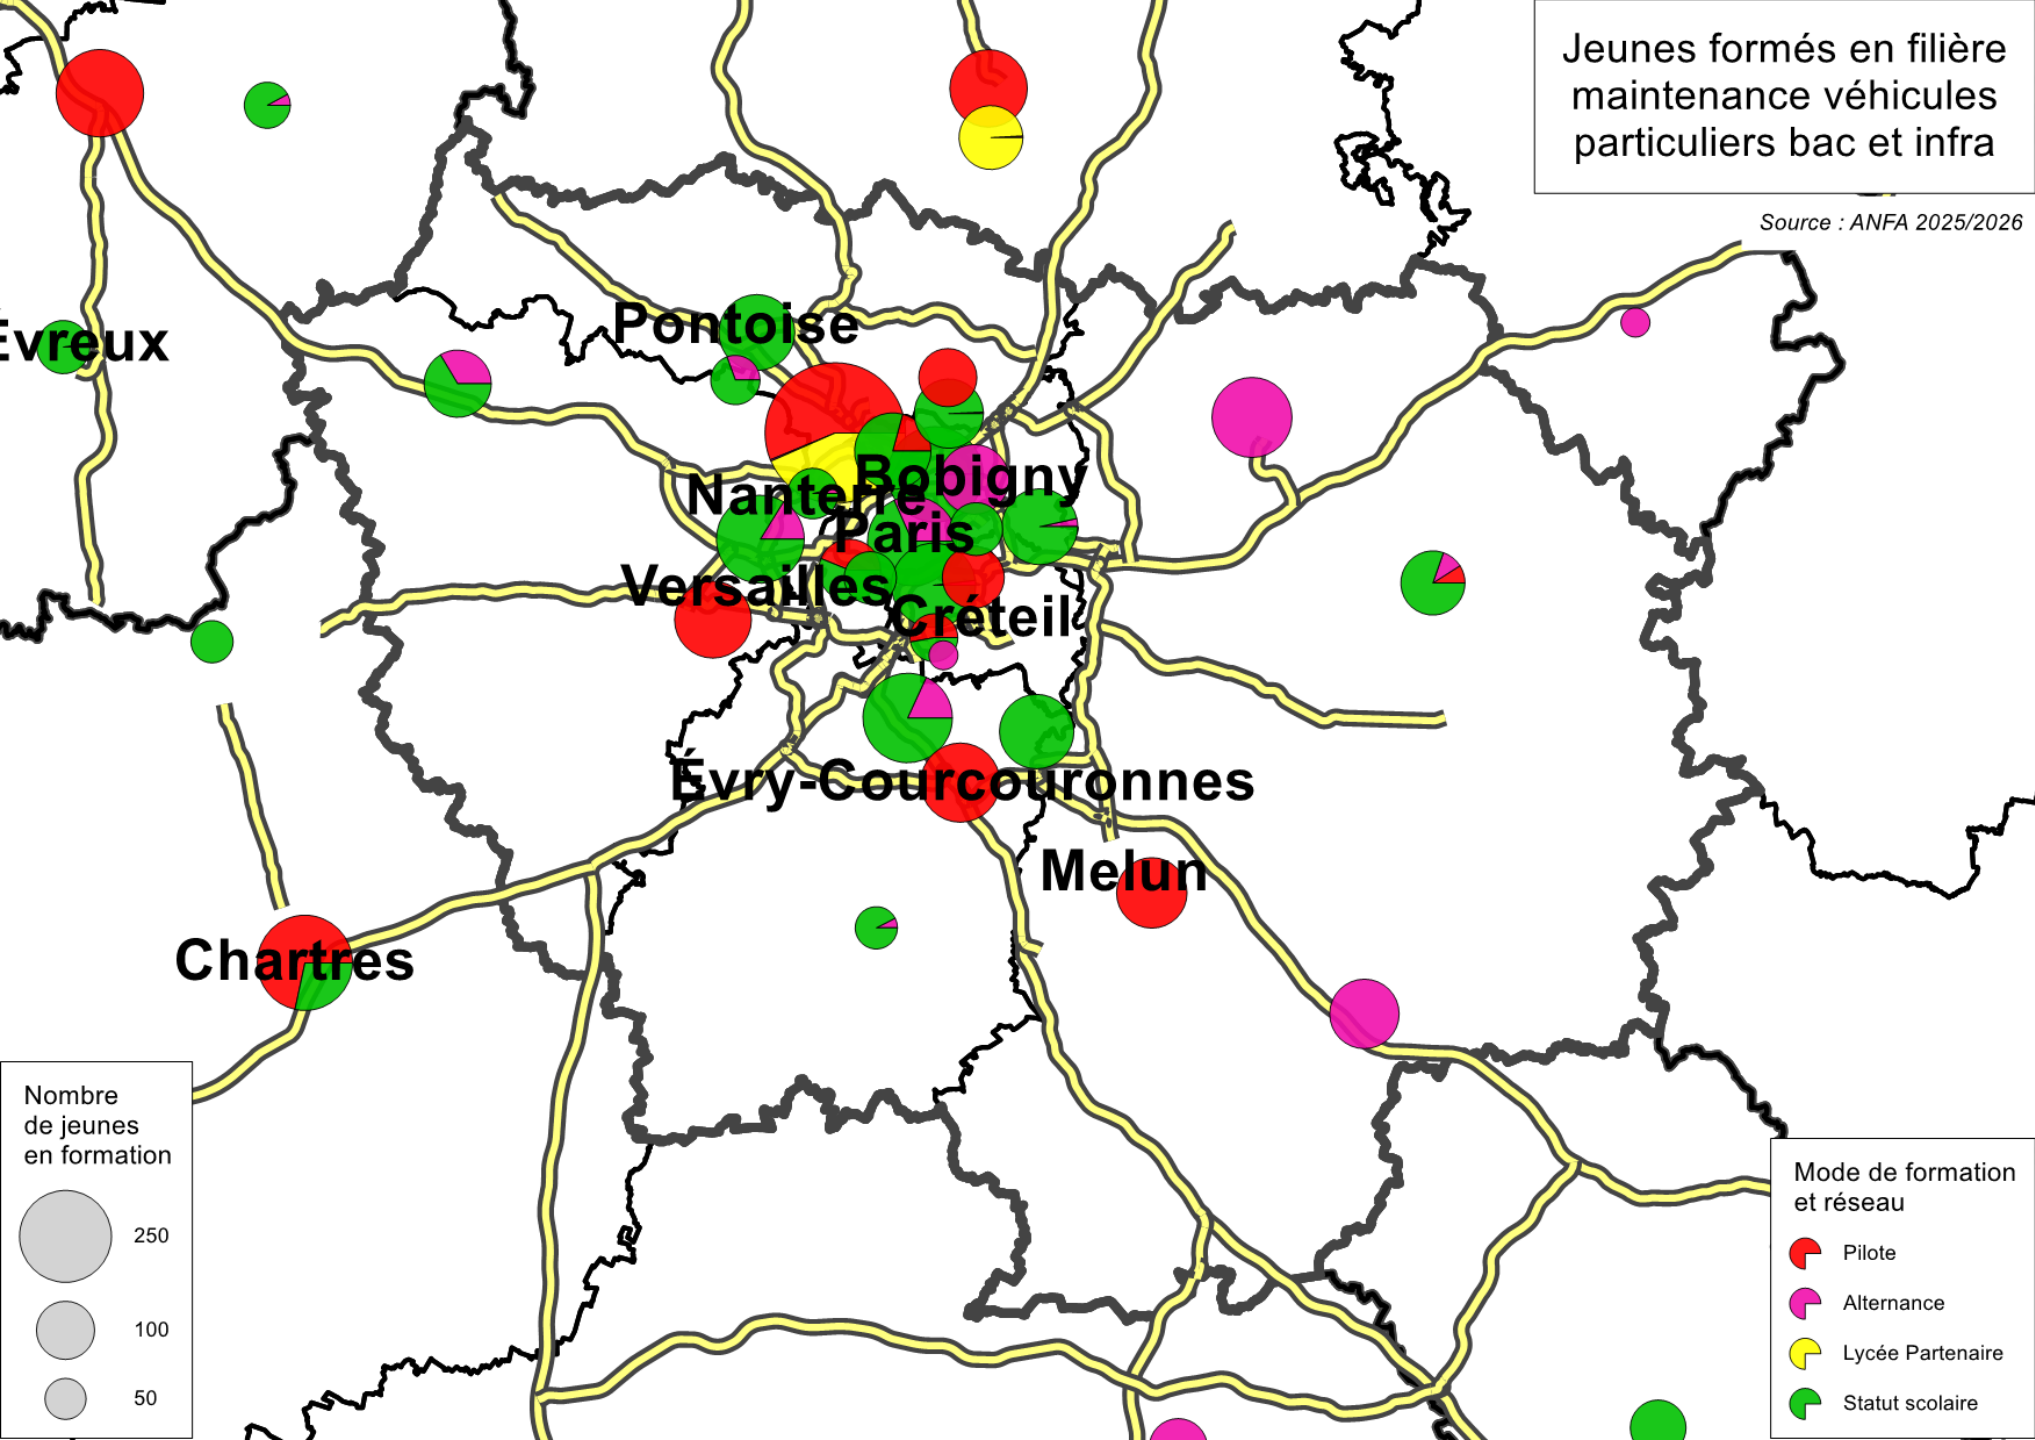 Jeunes formés en filière
maintenance véhicules
particuliers bac et infra
Source : ANFA 2025/2026
Pontoise
Évreux
Bobigny
Nanterre
Paris
Versailles
Créteil
Évry-Courcouronnes
Melun
Chartres
Nombre
de jeunes
en formation
250
100
50
Mode de formation
et réseau
Pilote
Alternance
Lycée Partenaire
Statut scolaire